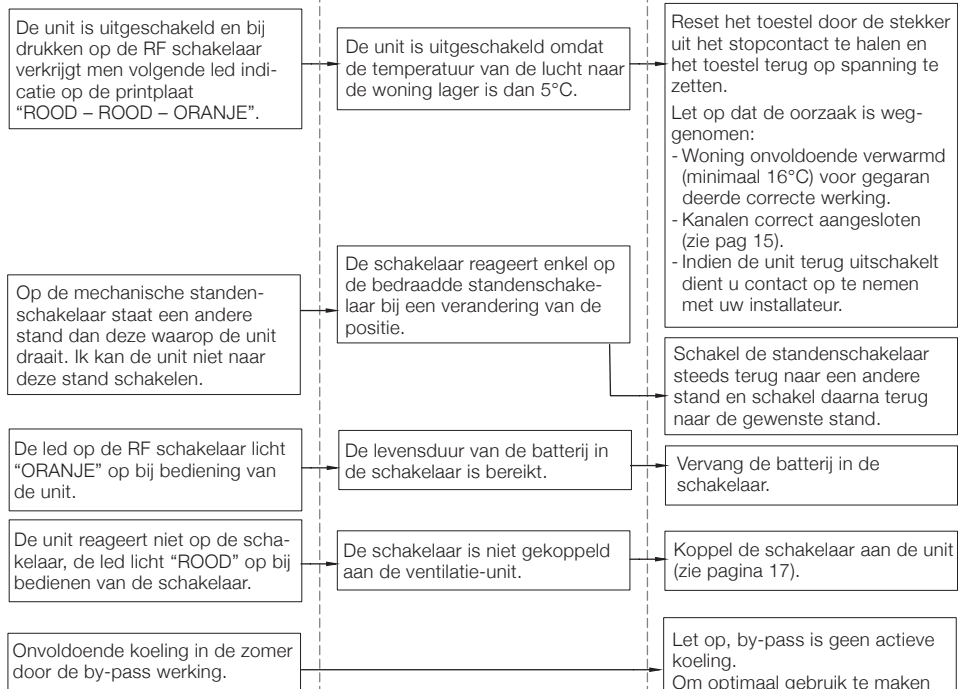 De unit is uitgeschakeld en bij
drukken op de RF schakelaar
verkrijgt men volgende led indi-
catie op de printplaat
“ROOD – ROOD – ORANJE”.
De unit is uitgeschakeld omdat
de temperatuur van de lucht naar
de woning lager is dan 5°C.
Reset het toestel door de stekker
uit het stopcontact te halen en
het toestel terug op spanning te
zetten.
Let op dat de oorzaak is weg-
genomen:
- Woning onvoldoende verwarmd
(minimaal 16°C) voor gegaran
deerde correcte werking.
- Kanalen correct aangesloten
(zie pag 15).
- Indien de unit terug uitschakelt
dient u contact op te nemen
met uw installateur.
Op de mechanische standen-
schakelaar staat een andere
stand dan deze waarop de unit
draait. Ik kan de unit niet naar
deze stand schakelen.
De schakelaar reageert enkel op
de bedraadde standenschake-
laar bij een verandering van de
positie.
Schakel de standenschakelaar
steeds terug naar een andere
stand en schakel daarna terug
naar de gewenste stand.
De led op de RF schakelaar licht
“ORANJE” op bij bediening van
de unit.
De levensduur van de batterij in
de schakelaar is bereikt.
Vervang de batterij in de
schakelaar.
De unit reageert niet op de scha-
kelaar, de led licht “ROOD” op bij
bedienen van de schakelaar.
De schakelaar is niet gekoppeld
aan de ventilatie-unit.
Koppel de schakelaar aan de unit
(zie pagina 17).
Onvoldoende koeling in de zomer
door de by-pass werking.
Let op, by-pass is geen actieve
koeling.
Om optimaal gebruik te maken